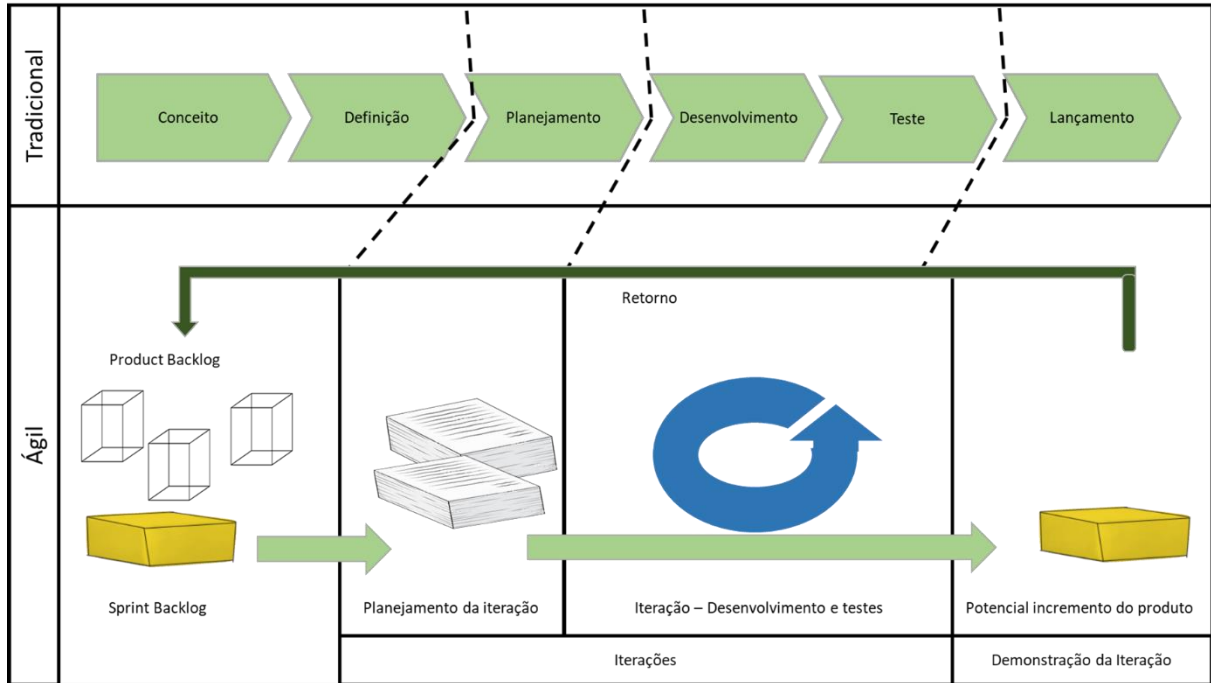 Tradicional
Conceito
Definição
Planejamento
Desenvolvimento
Teste
Lançamento
Ágil
Retorno
Product Backlog
Sprint Backlog
Planejamento da iteração
Iteração – Desenvolvimento e testes
Potencial incremento do produto
Iterações
Demonstração da Iteração